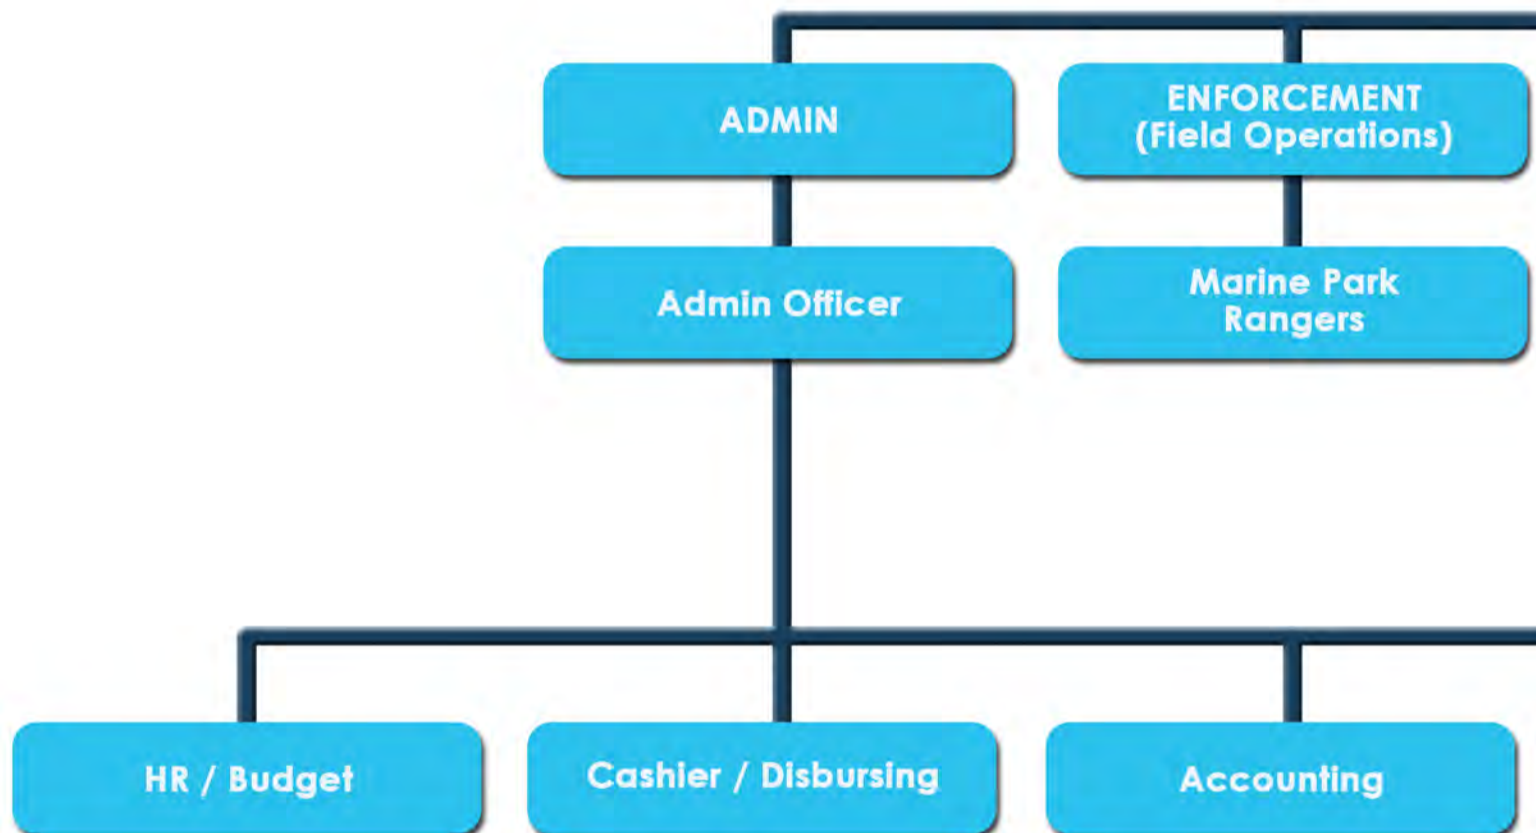 ADMIN
ENFORCEMENT
(Field Operations)
Admin Officer
Marine Park
Rangers
HR / Budget
Cashier / Disbursing
Accounting